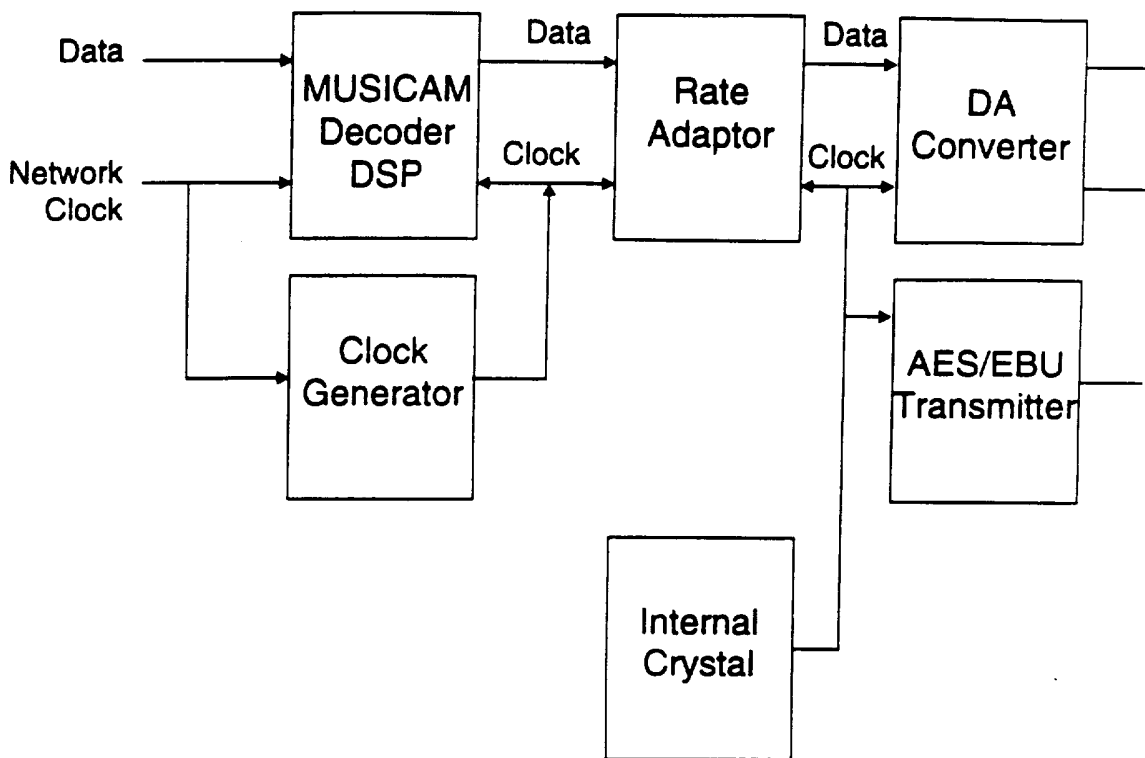 Data
Network
Clock
MUSICAM
Decoder
DSP
Data
Clock
Rate
Adaptor
Data
Clock
DA
Converter
Clock
Generator
AES/EBU
Transmitter
Internal
Crystal